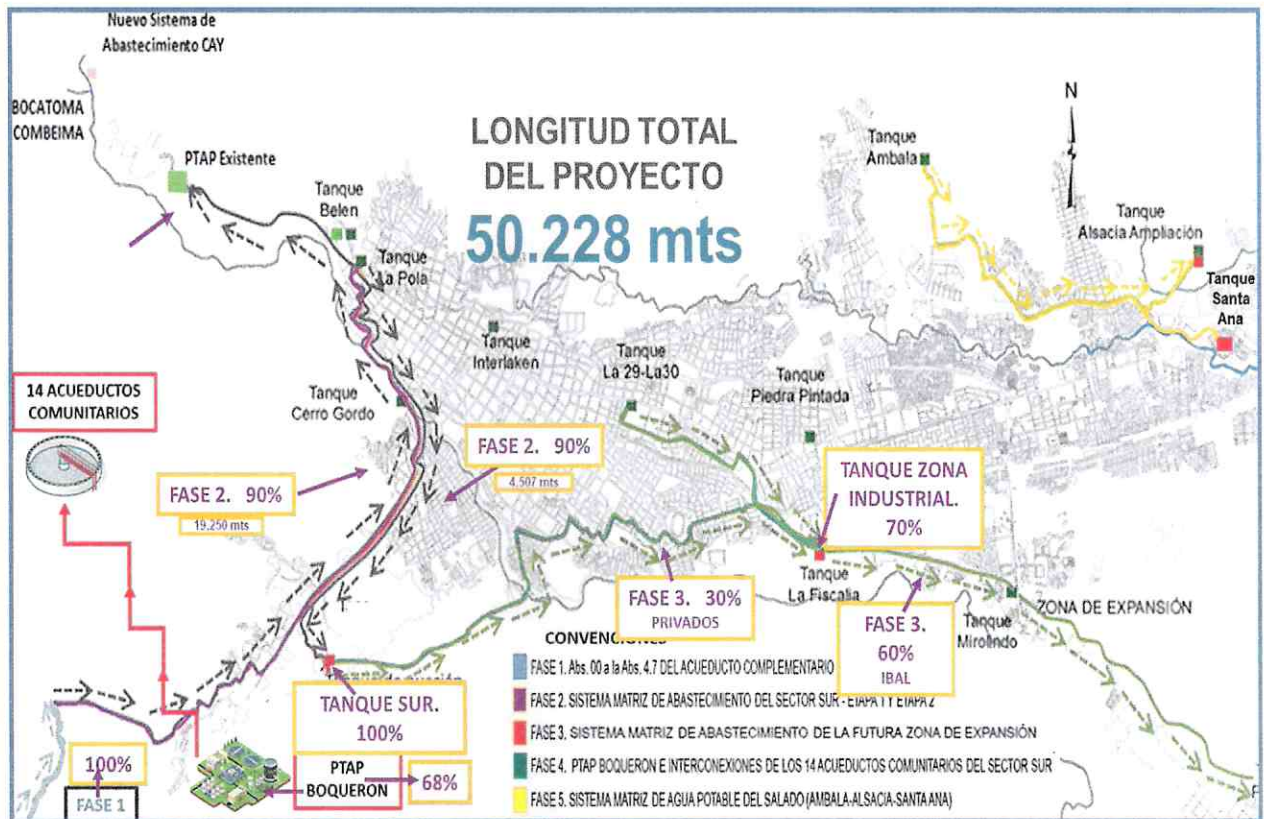 Nuevo Sistema de
Abastecimiento CAY
BOCATOMA
COMBEIMA
PTAP Existente
LONGITUD TOTAL
DEL PROYECTO
50.228 mts
N
Tanque
Ambala
Tanque
Belen
Tanque
La Pola
Tanque
Alsacia Ampliación
Tanque
Santa
Ana
Tanque
Interlaken
Tanque
La 29-La30
Tanque
Piedra Pintada
14 ACUEDUCTOS
COMUNITARIOS
Tanque
Cerro Gordo
FASE 2. 90%
4.507 mts
FASE 2. 90%
19.250 mts
TANQUE ZONA
INDUSTRIAL.
70%
Tanque
La Fiscalia
FASE 3. 30%
PRIVADOS
FASE 3.
60%
IBAL
Tanque
Mirolindo
ZONA DE EXPANSIÓN
TANQUE SUR.
100%
PTAP
BOQUERON
68%
100%
FASE 1
CONVENCIONES
FASE 1. Abs. 00 a la Abs. 4.7 DEL ACUEDUCTO COMPLEMENTARIO
FASE 2. SISTEMA MATRIZ DE ABASTECIMIENTO DEL SECTOR SUR - ETAPA 1 Y ETAPA 2
FASE 3. SISTEMA MATRIZ DE ABASTECIMIENTO DE LA FUTURA ZONA DE EXPANSIÓN
FASE 4. PTAP BOQUERON E INTERCONEXIONES DE LOS 14 ACUEDUCTOS COMUNITARIOS DEL SECTOR SUR
FASE 5. SISTEMA MATRIZ DE AGUA POTABLE DEL SALADO (AMBALA-ALSACIA-SANTA ANA)